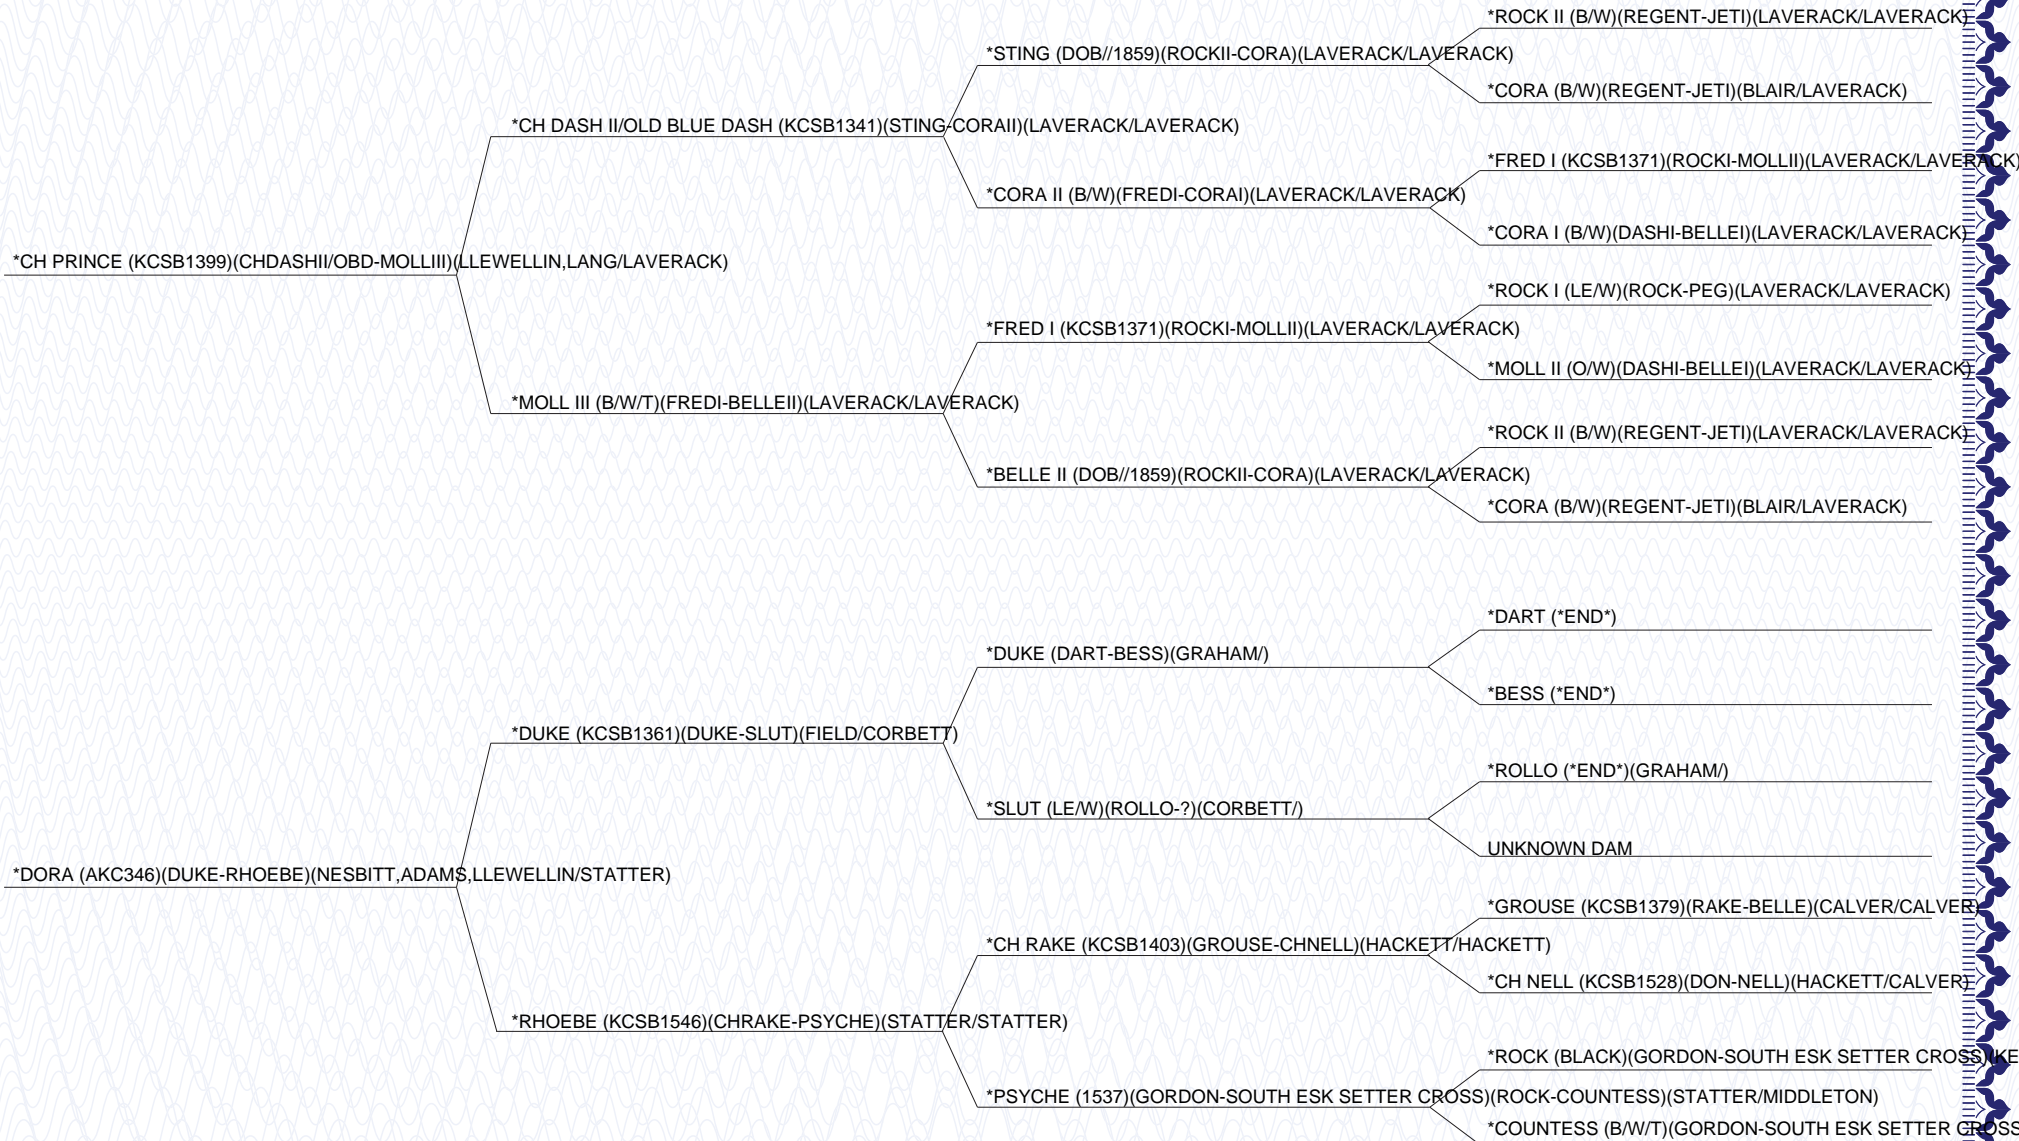 *ROCK II (B/W)(REGENT-JETI)(LAVERACK/LAVERACK)
*STING (DOB//1859)(ROCKII-CORA)(LAVERACK/LAVERACK)
*CORA (B/W)(REGENT-JETI)(BLAIR/LAVERACK)
*CH DASH II/OLD BLUE DASH (KCSB1341)(STING-CORAII)(LAVERACK/LAVERACK)
*FRED I (KCSB1371)(ROCKI-MOLLII)(LAVERACK/LAVERACK)
*CORA II (B/W)(FREDI-CORAI)(LAVERACK/LAVERACK)
*CORA I (B/W)(DASHI-BELLEI)(LAVERACK/LAVERACK)
*CH PRINCE (KCSB1399)(CHDASHII/OBD-MOLLIII)(LLEWELLIN,LANG/LAVERACK)
*ROCK I (LE/W)(ROCK-PEG)(LAVERACK/LAVERACK)
*FRED I (KCSB1371)(ROCKI-MOLLII)(LAVERACK/LAVERACK)
*MOLL II (O/W)(DASHI-BELLEI)(LAVERACK/LAVERACK)
*MOLL III (B/W/T)(FREDI-BELLEII)(LAVERACK/LAVERACK)
*ROCK II (B/W)(REGENT-JETI)(LAVERACK/LAVERACK)
*BELLE II (DOB//1859)(ROCKII-CORA)(LAVERACK/LAVERACK)
*CORA (B/W)(REGENT-JETI)(BLAIR/LAVERACK)
*DART (*END*)
*DUKE (DART-BESS)(GRAHAM/)
*BESS (*END*)
*DUKE (KCSB1361)(DUKE-SLUT)(FIELD/CORBETT)
*ROLLO (*END*)(GRAHAM/)
*SLUT (LE/W)(ROLLO-?)(CORBETT/)
UNKNOWN DAM
*DORA (AKC346)(DUKE-RHOEBE)(NESBITT,ADAMS,LLEWELLIN/STATTER)
*GROUSE (KCSB1379)(RAKE-BELLE)(CALVER/CALVER)
*CH RAKE (KCSB1403)(GROUSE-CHNELL)(HACKETT/HACKETT)
*CH NELL (KCSB1528)(DON-NELL)(HACKETT/CALVER)
*RHOEBE (KCSB1546)(CHRAKE-PSYCHE)(STATTER/STATTER)
*ROCK (BLACK)(GORDON-SOUTH ESK SETTER CROSS)(KE
*PSYCHE (1537)(GORDON-SOUTH ESK SETTER CROSS)(ROCK-COUNTESS)(STATTER/MIDDLETON)
*COUNTESS (B/W/T)(GORDON-SOUTH ESK SETTER CROSS